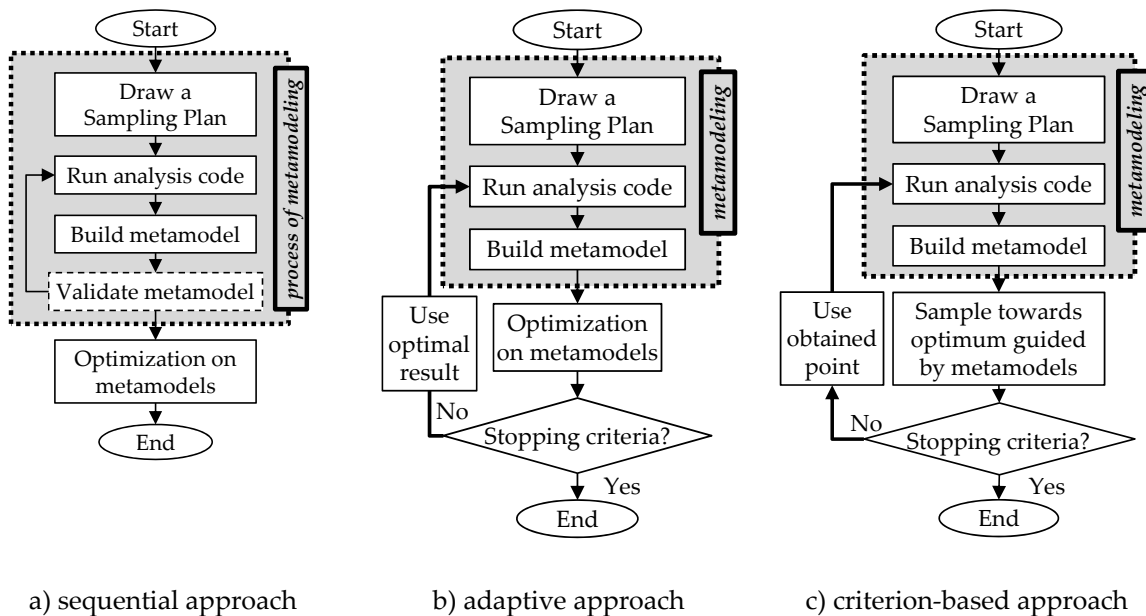 Start
Draw a
Sampling Plan
Run analysis code
Build metamodel
Validate metamodel
process of metamodeling
Optimization on
metamodels
End
a) sequential approach
Start
Draw a
Sampling Plan
Run analysis code
Build metamodel
metamodeling
Use
optimal
result
Optimization
on metamodels
No
Stopping criteria?
Yes
End
b) adaptive approach
Start
Draw a
Sampling Plan
Run analysis code
Build metamodel
metamodeling
Use
obtained
point
Sample towards
optimum guided
by metamodels
No
Stopping criteria?
Yes
End
c) criterion-based approach